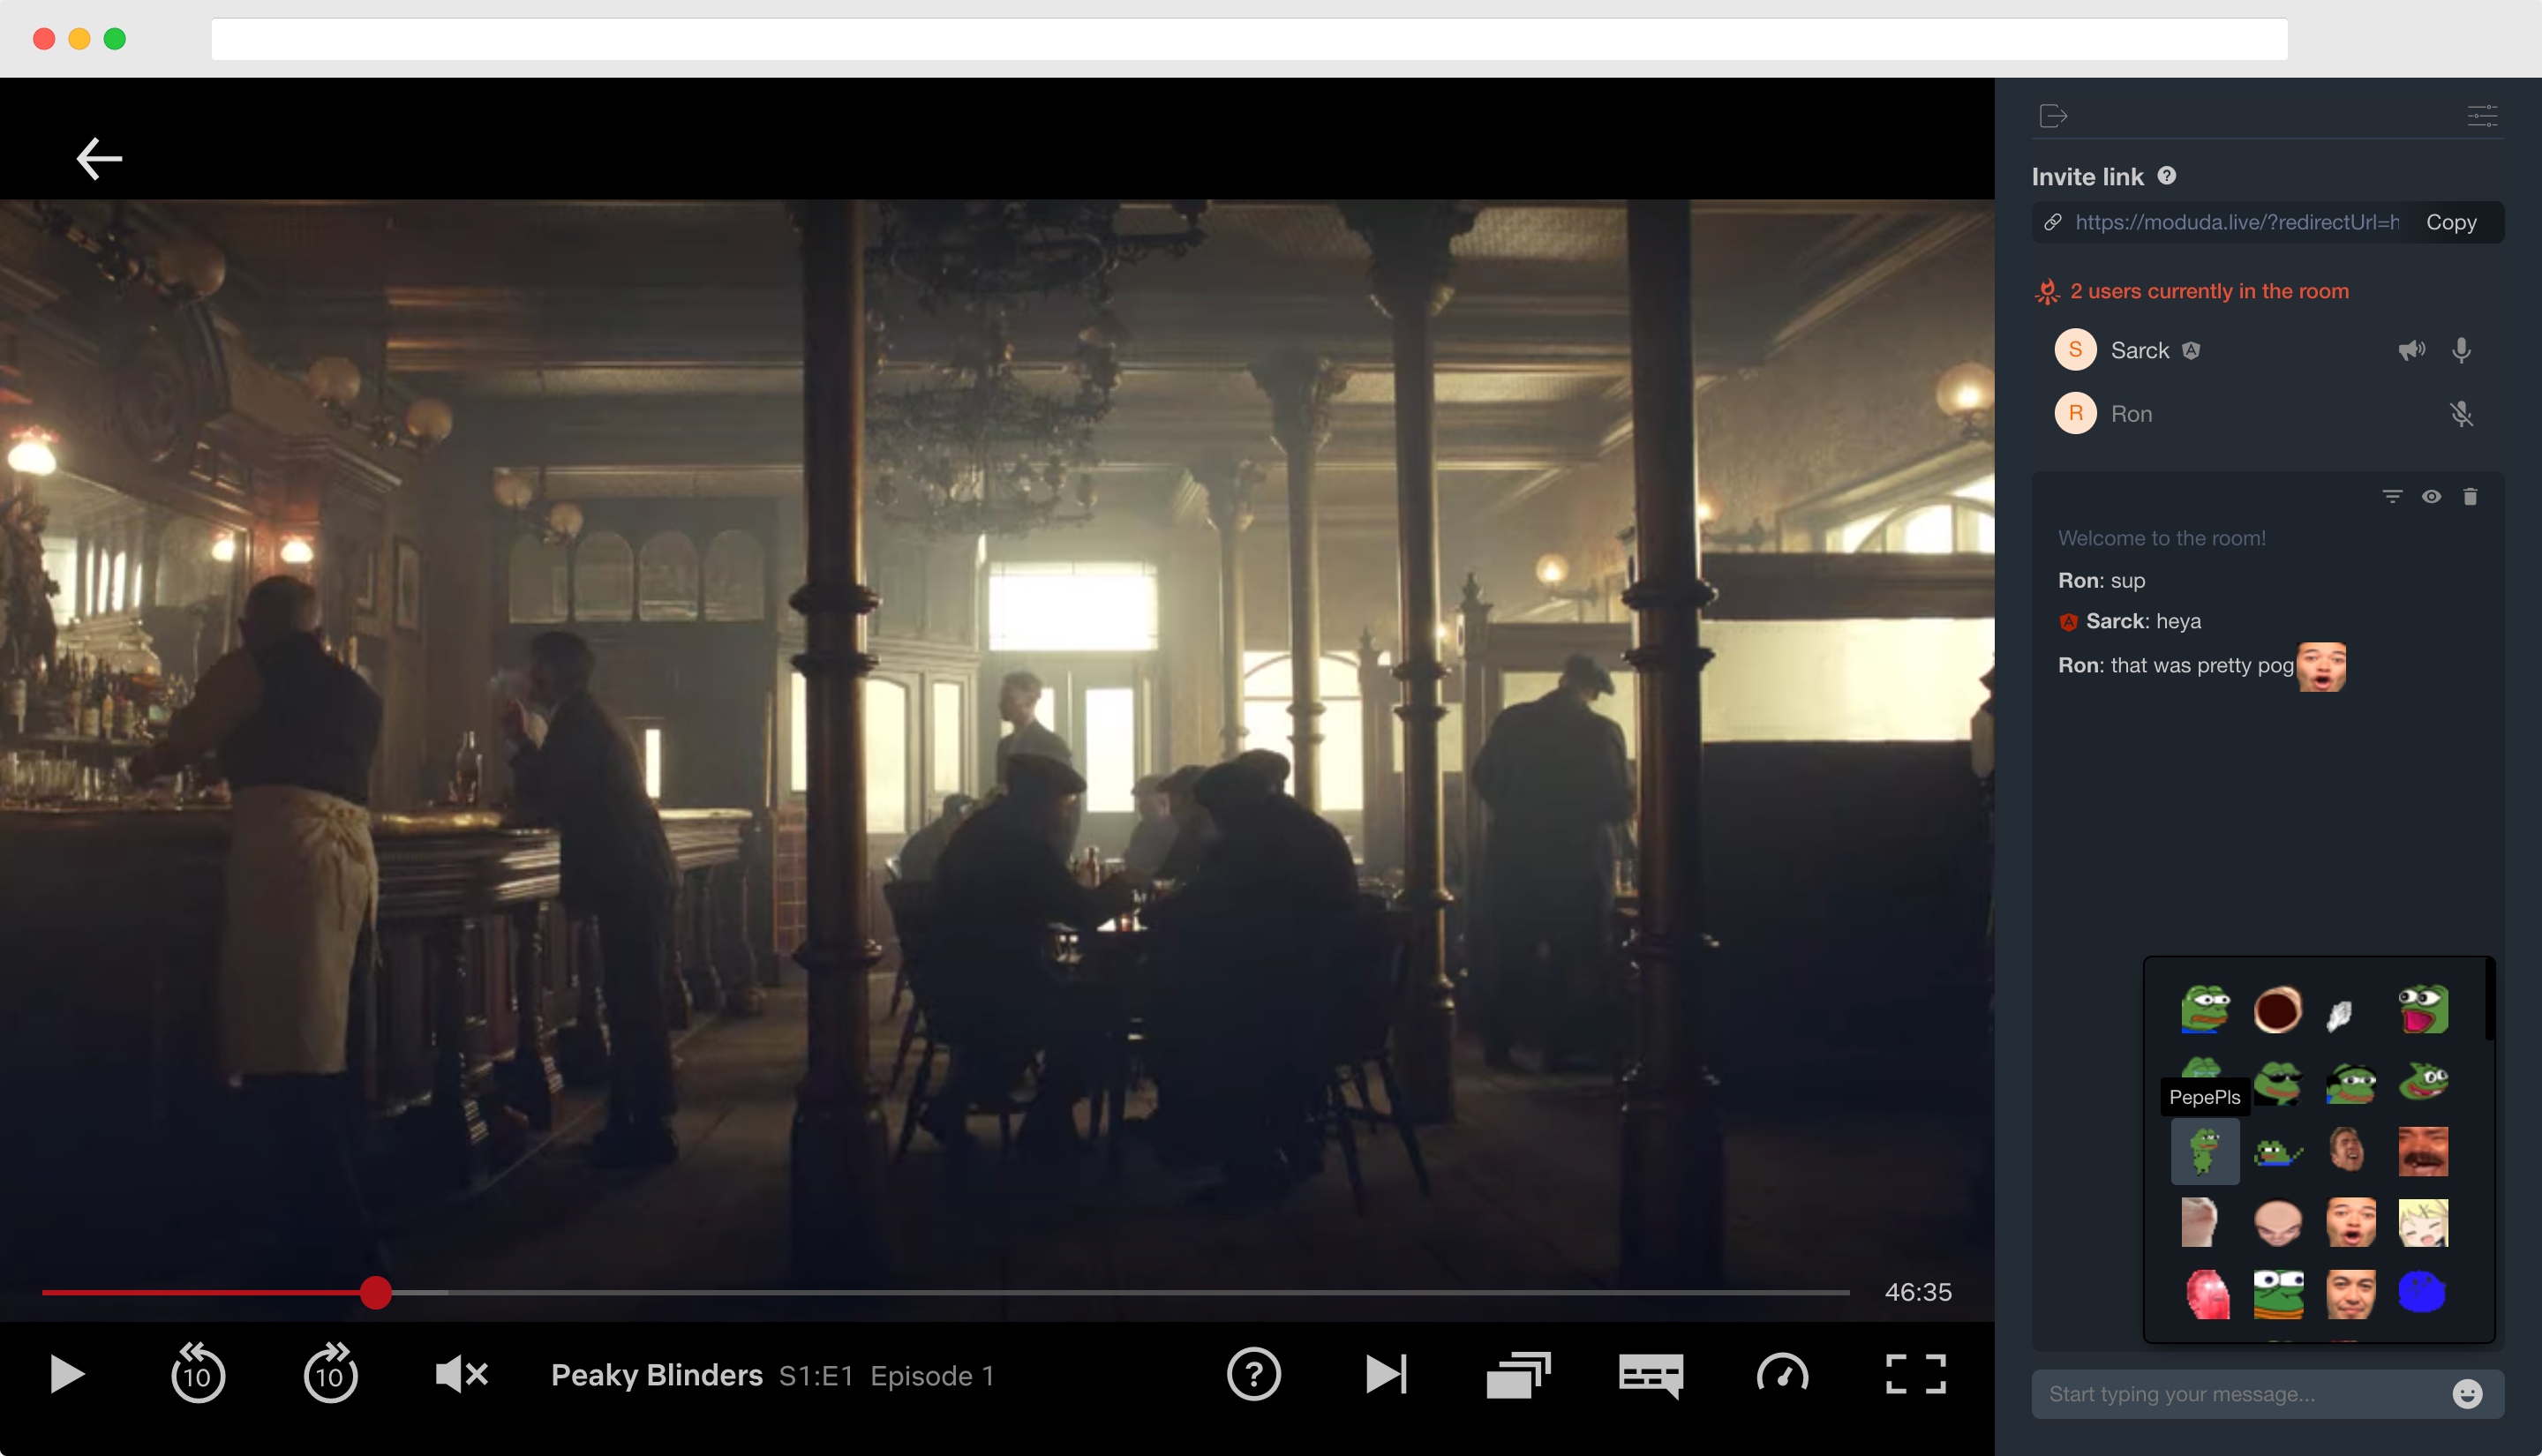 Invite link
https://moduda.live/?redirectUrl=h
Copy
2 users currently in the room
S Sarck
R Ron
Welcome to the room!
Ron: sup
Sarck: heya
Ron: that was pretty pog
PepePls
46:35
10
10
Peaky Blinders S1:E1 Episode 1
?
Start typing your message...